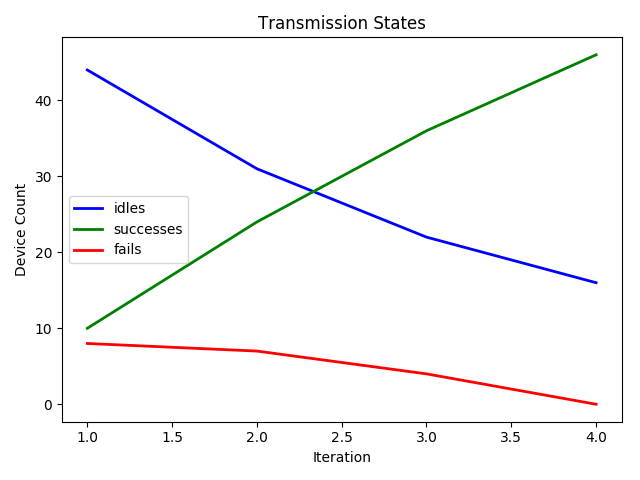 Transmission States
Device Count
40
30
20
10
0
idles
successes
fails
1.0 1.5 2.0 2.5 3.0 3.5 4.0
Iteration